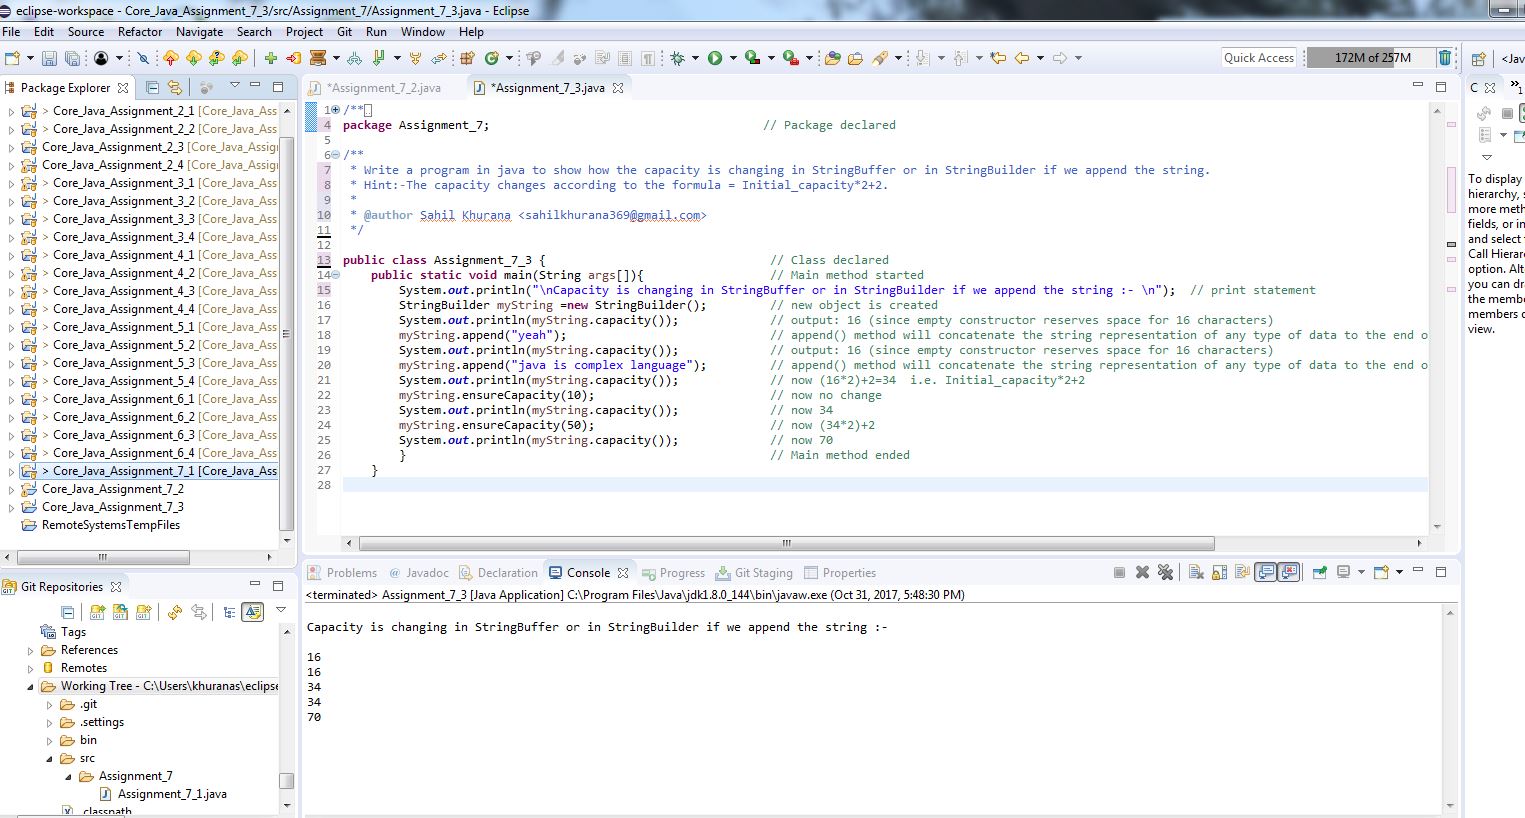 eclipse-workspace - Core_Java_Assignment_7_3/src/Assignment_7/Assignment_7_3.java - Eclipse
File Edit Source Refactor Navigate Search Project Git Run Window Help
Quick Access 172M of 257M <Jav
Package Explorer
> Core_Java_Assignment_2_1 [Core_Java_Ass
> Core_Java_Assignment_2_2 [Core_Java_Ass
Core_Java_Assignment_2_3 [Core_Java_Assig
Core_Java_Assignment_2_4 [Core_Java_Assig
> Core_Java_Assignment_3_1 [Core_Java_Ass
> Core_Java_Assignment_3_2 [Core_Java_Ass
> Core_Java_Assignment_3_3 [Core_Java_Ass
> Core_Java_Assignment_3_4 [Core_Java_Ass
> Core_Java_Assignment_4_1 [Core_Java_Ass
> Core_Java_Assignment_4_2 [Core_Java_Ass
> Core_Java_Assignment_4_3 [Core_Java_Ass
> Core_Java_Assignment_4_4 [Core_Java_Ass
> Core_Java_Assignment_5_1 [Core_Java_Ass
> Core_Java_Assignment_5_2 [Core_Java_Ass
> Core_Java_Assignment_5_3 [Core_Java_Ass
> Core_Java_Assignment_5_4 [Core_Java_Ass
> Core_Java_Assignment_6_1 [Core_Java_Ass
> Core_Java_Assignment_6_2 [Core_Java_Ass
> Core_Java_Assignment_6_3 [Core_Java_Ass
> Core_Java_Assignment_6_4 [Core_Java_Ass
> Core_Java_Assignment_7_1 [Core_Java_Ass
Core_Java_Assignment_7_2
Core_Java_Assignment_7_3
RemoteSystemsTempFiles
*Assignment_7_2.java *Assignment_7_3.java
1 /**
4 package Assignment_7; // Package declared
5
6 /**
7 * Write a program in java to show how the capacity is changing in StringBuffer or in StringBuilder if we append the string.
8 * Hint:-The capacity changes according to the formula = Initial_capacity*2+2.
9 *
10 * @author Sahil Khurana <sahilkhurana369@gmail.com>
11 */
12
13 public class Assignment_7_3 { // Class declared
14 public static void main(String args[]){ // Main method started
15 System.out.println("\nCapacity is changing in StringBuffer or in StringBuilder if we append the string :- \n"); // print statement
16 StringBuilder myString =new StringBuilder(); // new object is created
17 System.out.println(myString.capacity()); // output: 16 (since empty constructor reserves space for 16 characters)
18 myString.append("yeah"); // append() method will concatenate the string representation of any type of data to the end o
19 System.out.println(myString.capacity()); // output: 16 (since empty constructor reserves space for 16 characters)
20 myString.append("java is complex language"); // append() method will concatenate the string representation of any type of data to the end o
21 System.out.println(myString.capacity()); // now (16*2)+2=34 i.e. Initial_capacity*2+2
22 myString.ensureCapacity(10); // now no change
23 System.out.println(myString.capacity()); // now 34
24 myString.ensureCapacity(50); // now (34*2)+2
25 System.out.println(myString.capacity()); // now 70
26 } // Main method ended
27 }
28
C
To display
hierarchy, s
more meth
fields, or in
and select
Call Hierar
option. Alt
you can dr
the membe
members o
view.
Git Repositories
Tags
References
Remotes
Working Tree - C:\Users\khuranas\eclipse
.git
.settings
bin
src
Assignment_7
Assignment_7_1.java
.classpath
Problems @ Javadoc Declaration Console Progress Git Staging Properties
<terminated> Assignment_7_3 [Java Application] C:\Program Files\Java\jdk1.8.0_144\bin\javaw.exe (Oct 31, 2017, 5:48:30 PM)
Capacity is changing in StringBuffer or in StringBuilder if we append the string :-
16
16
34
34
70